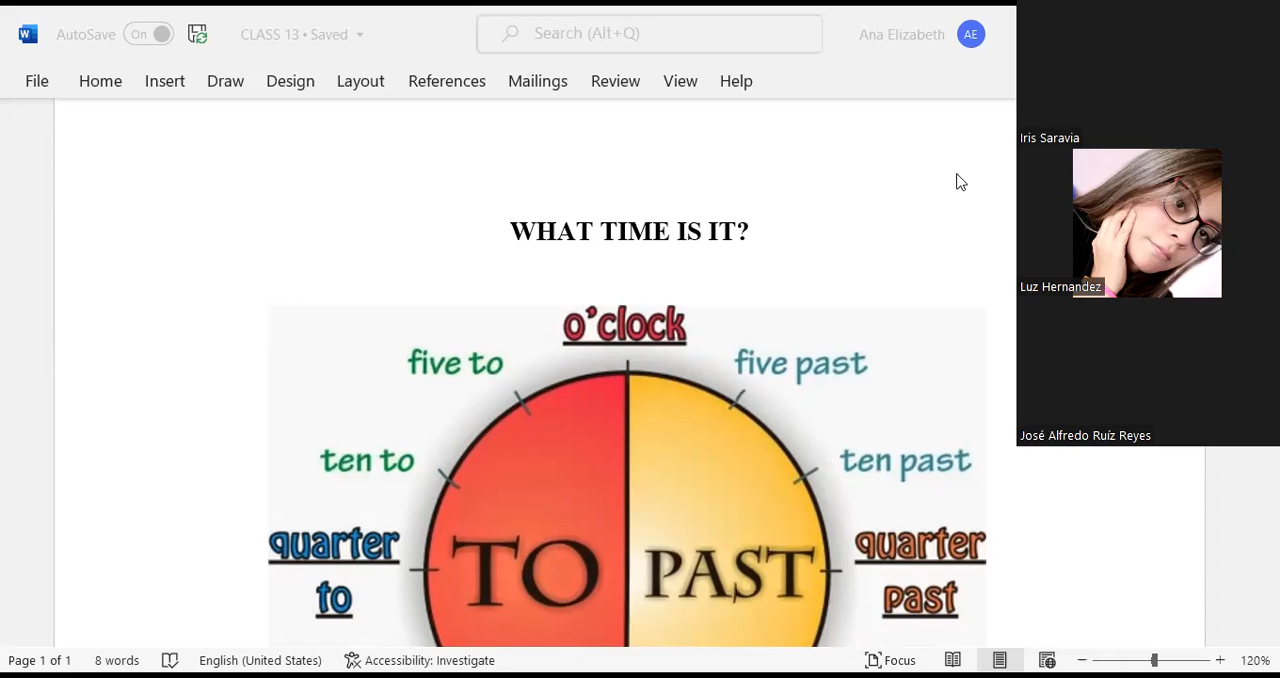 W AutoSave On CLASS 13 • Saved Search (Alt+Q) Ana Elizabeth AE
File Home Insert Draw Design Layout References Mailings Review View Help
Iris Saravia
Luz Hernandez
José Alfredo Ruíz Reyes
WHAT TIME IS IT?
o'clock
five to five past
ten to ten past
quarter to
TO PAST
quarter past
Page 1 of 1 8 words English (United States) Accessibility: Investigate Focus 120%